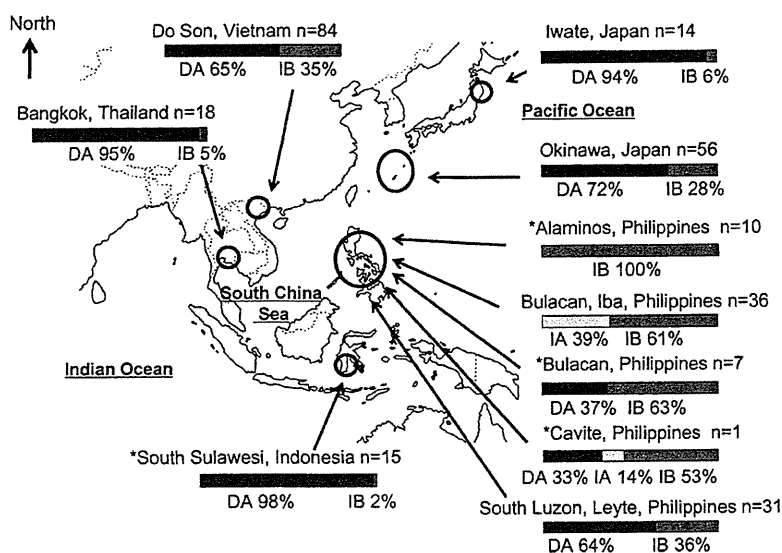 North
Do Son, Vietnam n=84
DA 65% IB 35%
Bangkok, Thailand n=18
DA 95% IB 5%
Iwate, Japan n=14
DA 94% IB 6%
Pacific Ocean
Okinawa, Japan n=56
DA 72% IB 28%
*Alaminos, Philippines n=10
IB 100%
Bulacan, Iba, Philippines n=36
IA 39% IB 61%
*Bulacan, Philippines n=7
DA 37% IB 63%
*Cavite, Philippines n=1
DA 33% IA 14% IB 53%
South Luzon, Leyte, Philippines n=31
DA 64% IB 36%
South China
Sea
Indian Ocean
*South Sulawesi, Indonesia n=15
DA 98% IB 2%